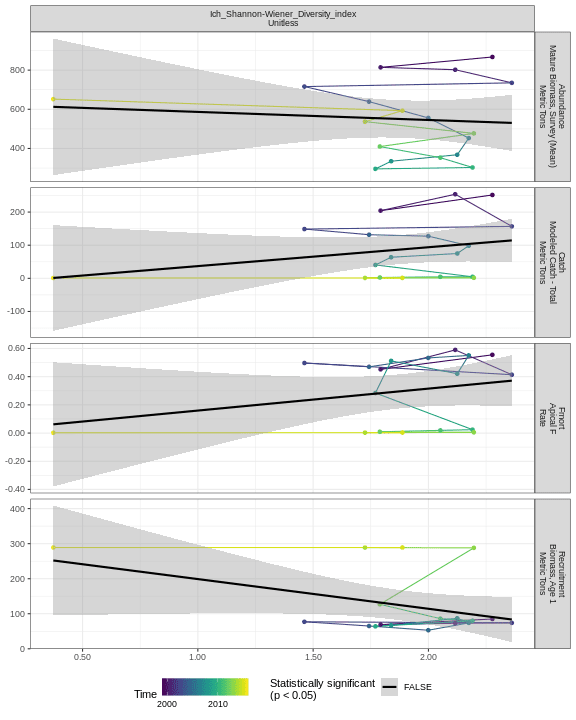 Ich_Shannon-Wiener_Diversity_index
Unitless
800
600
400
Abundance
Mature Biomass, Survey (Mean)
Metric Tons
200
100
0
-100
Catch
Modeled Catch - Total
Metric Tons
0.60
0.40
0.20
0.00
-0.20
-0.40
Fmort
Apical F
Rate
400
300
200
100
0
Recruitment
Biomass, Age 1
Metric Tons
0.50
1.00
1.50
2.00
Time
2000
2010
Statistically significant
(p < 0.05)
FALSE